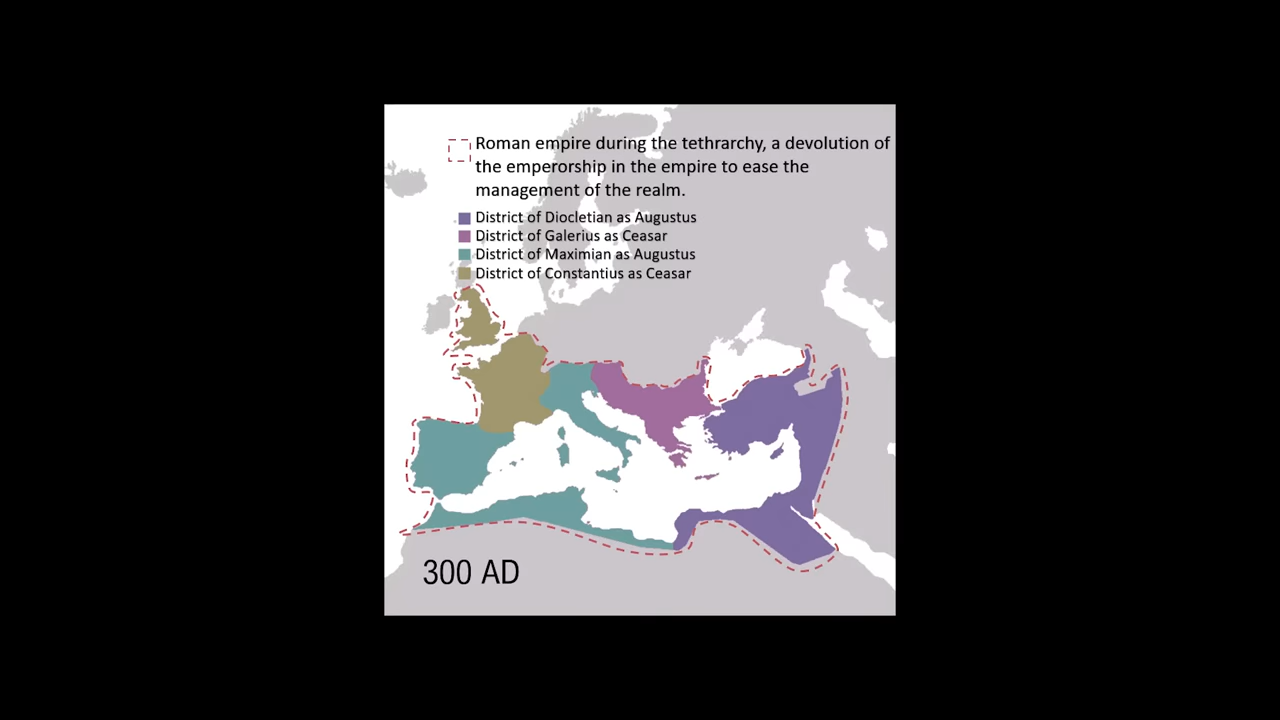 Roman empire during the tethrarchy, a devolution of
the emperorship in the empire to ease the
management of the realm.
District of Diocletian as Augustus
District of Galerius as Ceasar
District of Maximian as Augustus
District of Constantius as Ceasar
300 AD